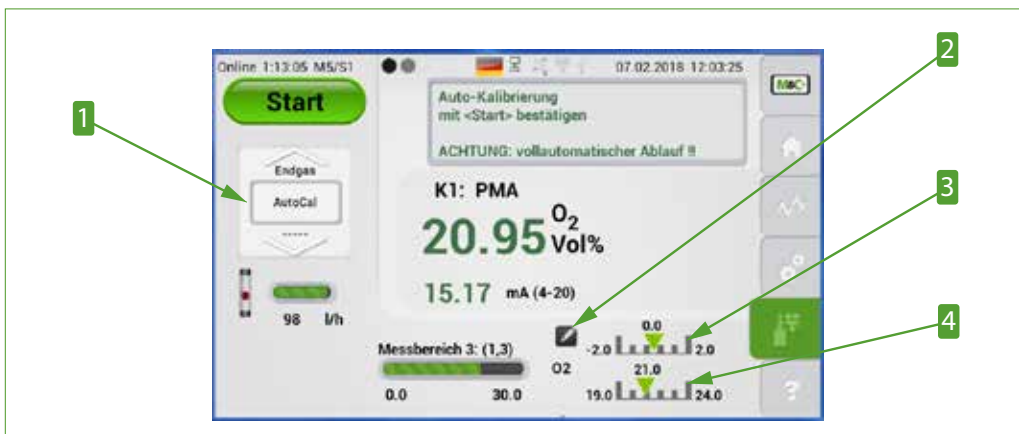 2
Online 1:13:05 M5/S1
07.02.2018 12:03:25
M&C
Start
Auto-Kalibrierung
mit <Start> bestätigen
ACHTUNG: vollautomatischer Ablauf !!
1
Endgas
AutoCal
-----
K1: PMA
20.95 O2 Vol%
3
15.17 mA (4-20)
98 l/h
4
Messbereich 3: (1,3)
0.0 30.0
O2
0.0
-2.0 2.0
21.0
19.0 24.0
?